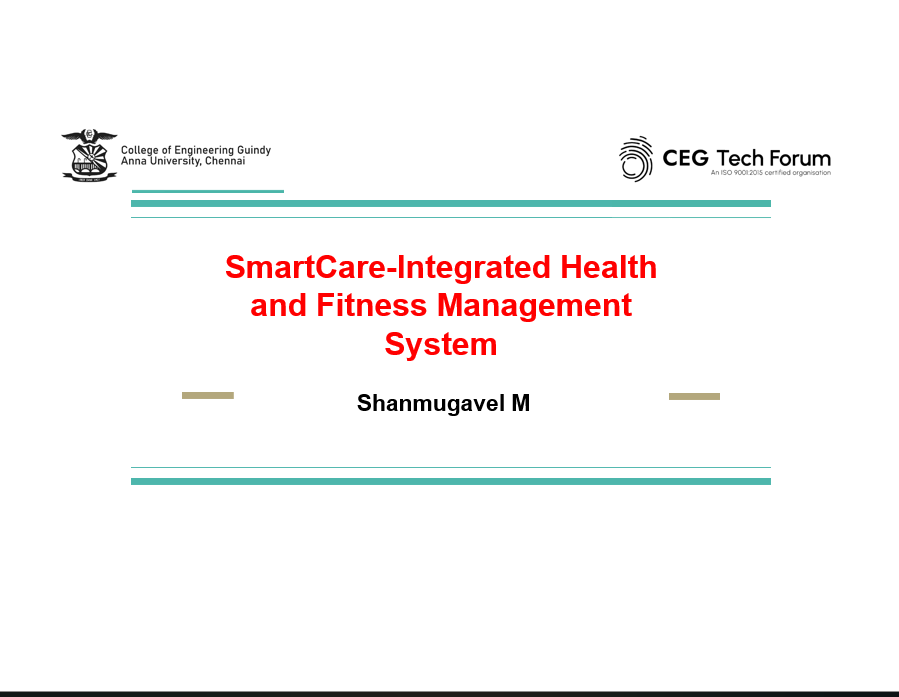 College of Engineering Guindy
Anna University, Chennai
CEG Tech Forum
An ISO 9001:2015 certified organisation
SmartCare-Integrated Health
and Fitness Management
System
Shanmugavel M